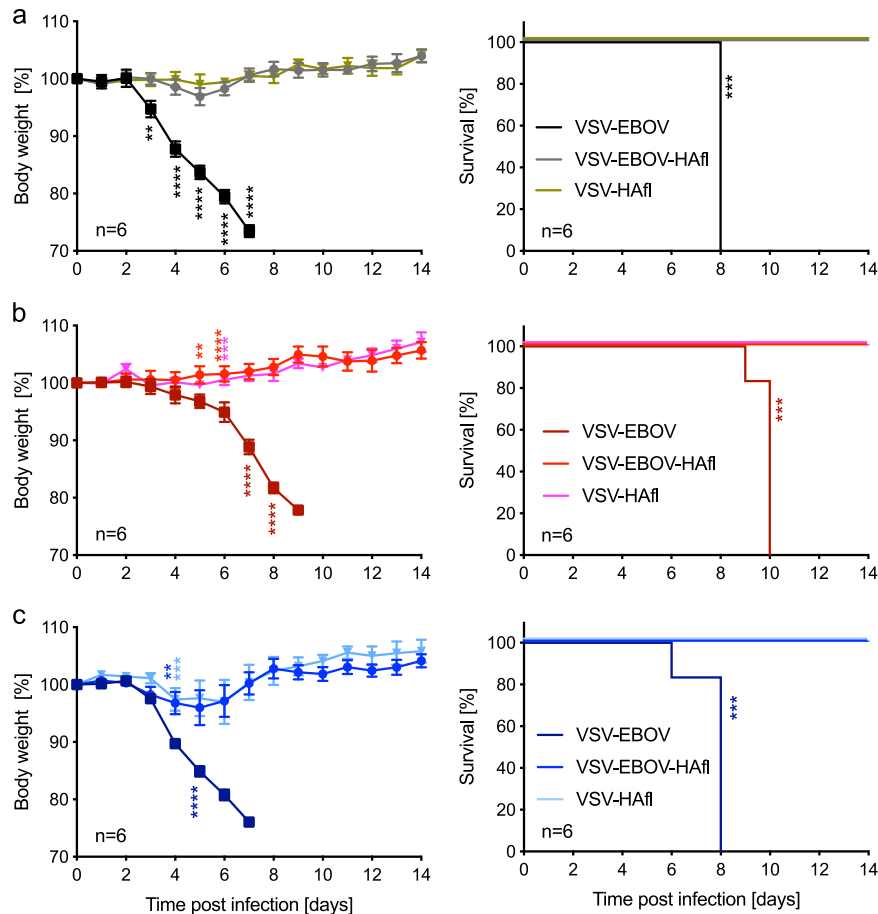 a
110
100
90
80
70
Body weight [%]
**
****
****
****
****
n=6
0 2 4 6 8 10 12 14
100
80
60
40
20
0
Survival [%]
***
VSV-EBOV
VSV-EBOV-HAfl
VSV-HAfl
n=6
0 2 4 6 8 10 12 14
b
110
100
90
80
70
Body weight [%]
**
****
***
****
****
n=6
0 2 4 6 8 10 12 14
100
80
60
40
20
0
Survival [%]
***
VSV-EBOV
VSV-EBOV-HAfl
VSV-HAfl
n=6
0 2 4 6 8 10 12 14
c
110
100
90
80
70
Body weight [%]
**
***
****
n=6
0 2 4 6 8 10 12 14
Time post infection [days]
100
80
60
40
20
0
Survival [%]
***
VSV-EBOV
VSV-EBOV-HAfl
VSV-HAfl
n=6
0 2 4 6 8 10 12 14
Time post infection [days]